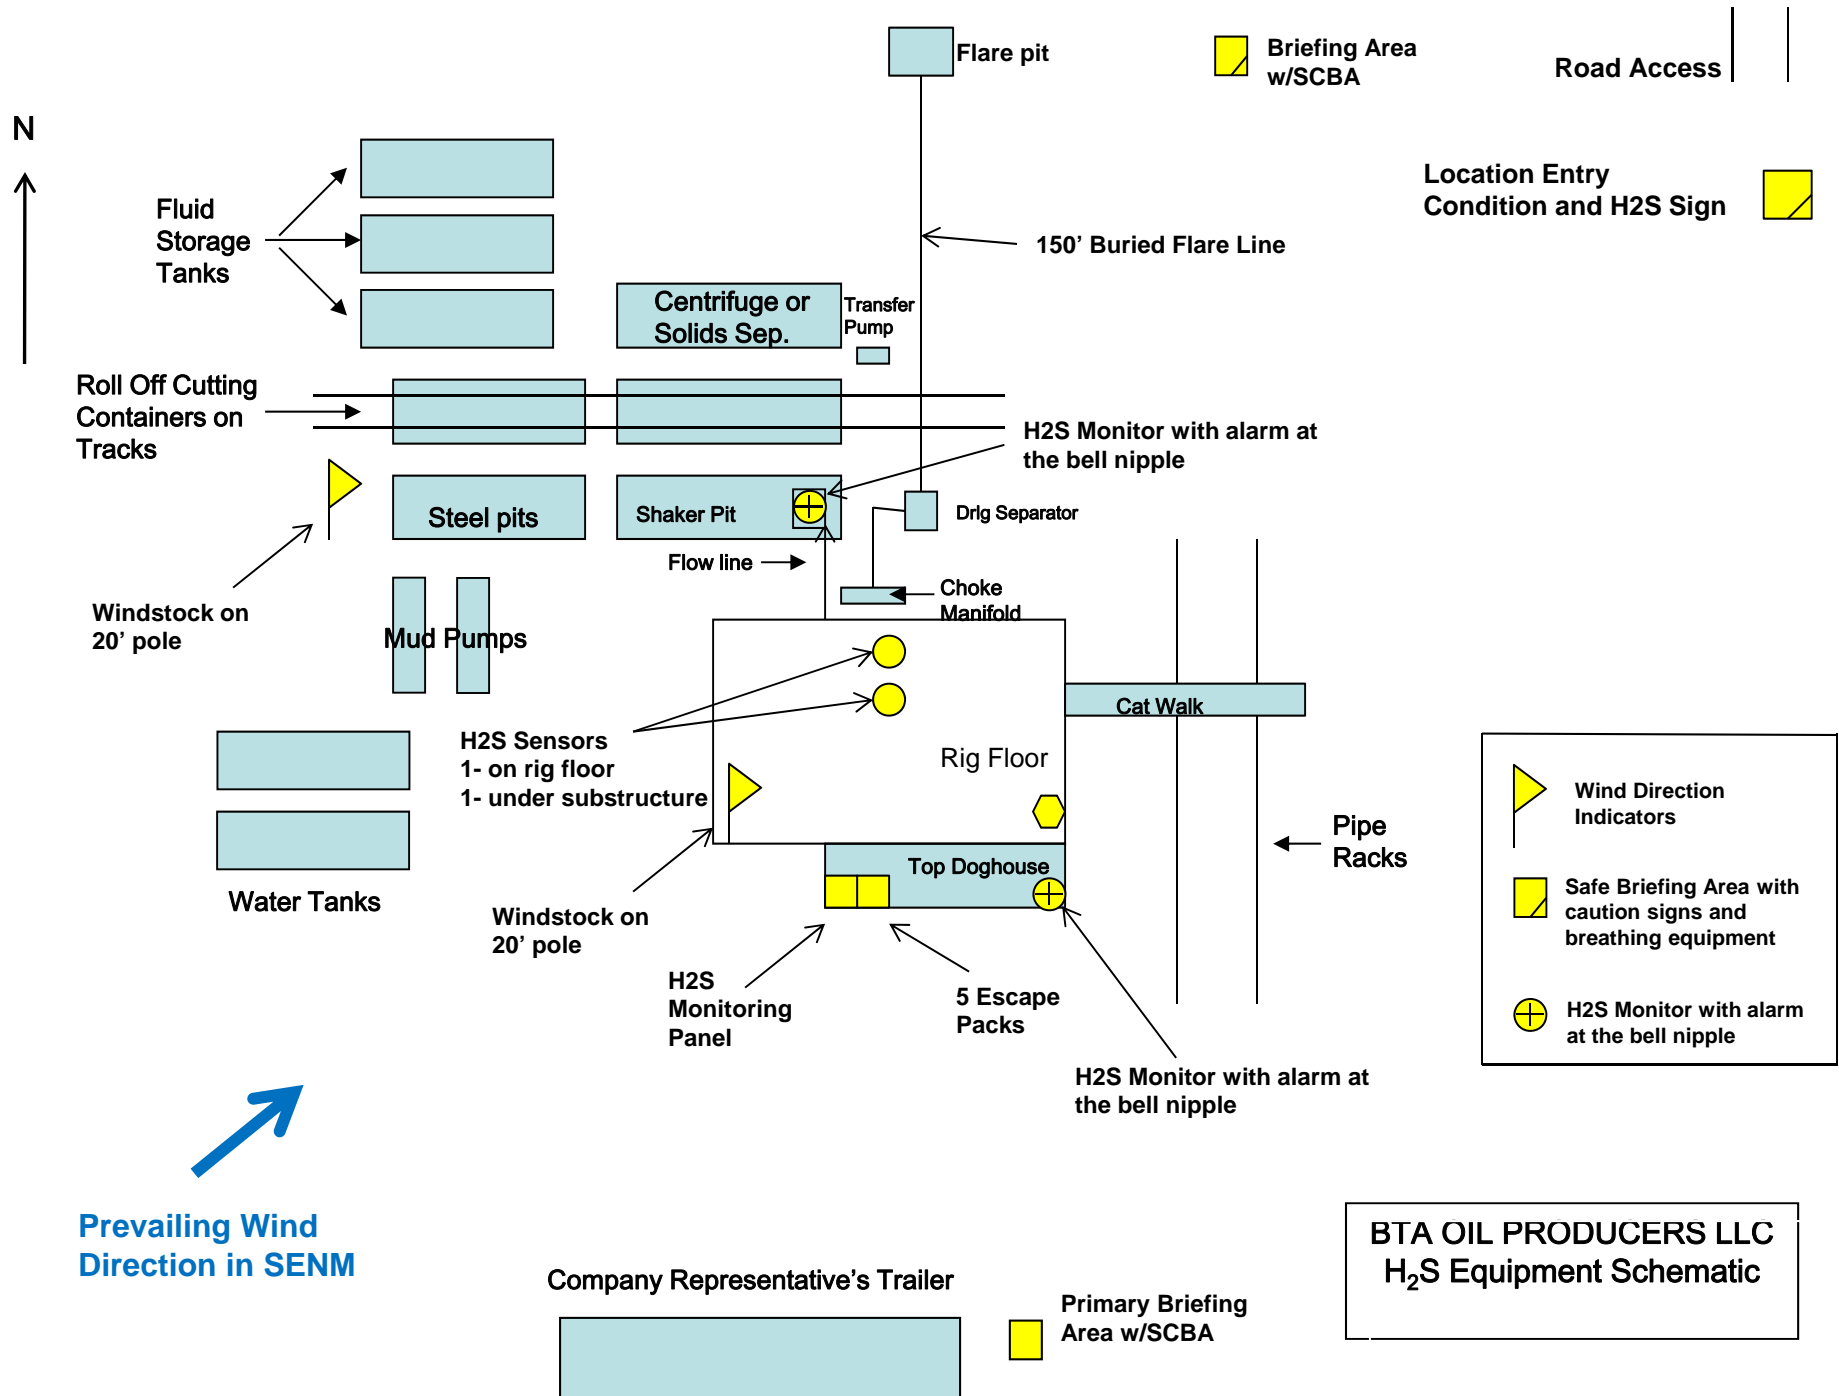 Flare pit
Briefing Area
w/SCBA
Road Access
N
Location Entry
Condition and H2S Sign
Fluid
Storage
Tanks
150' Buried Flare Line
Centrifuge or
Solids Sep.
Transfer
Pump
Roll Off Cutting
Containers on
Tracks
H2S Monitor with alarm at
the bell nipple
Steel pits
Shaker Pit
Drlg Separator
Flow line
Choke
Manifold
Windstock on
20' pole
Mud Pumps
Cat Walk
H2S Sensors
1- on rig floor
1- under substructure
Rig Floor
Wind Direction
Indicators
Pipe
Racks
Top Doghouse
Safe Briefing Area with
caution signs and
breathing equipment
Water Tanks
Windstock on
20' pole
H2S
Monitoring
Panel
5 Escape
Packs
H2S Monitor with alarm
at the bell nipple
H2S Monitor with alarm at
the bell nipple
Prevailing Wind
Direction in SENM
BTA OIL PRODUCERS LLC
H₂S Equipment Schematic
Company Representative's Trailer
Primary Briefing
Area w/SCBA